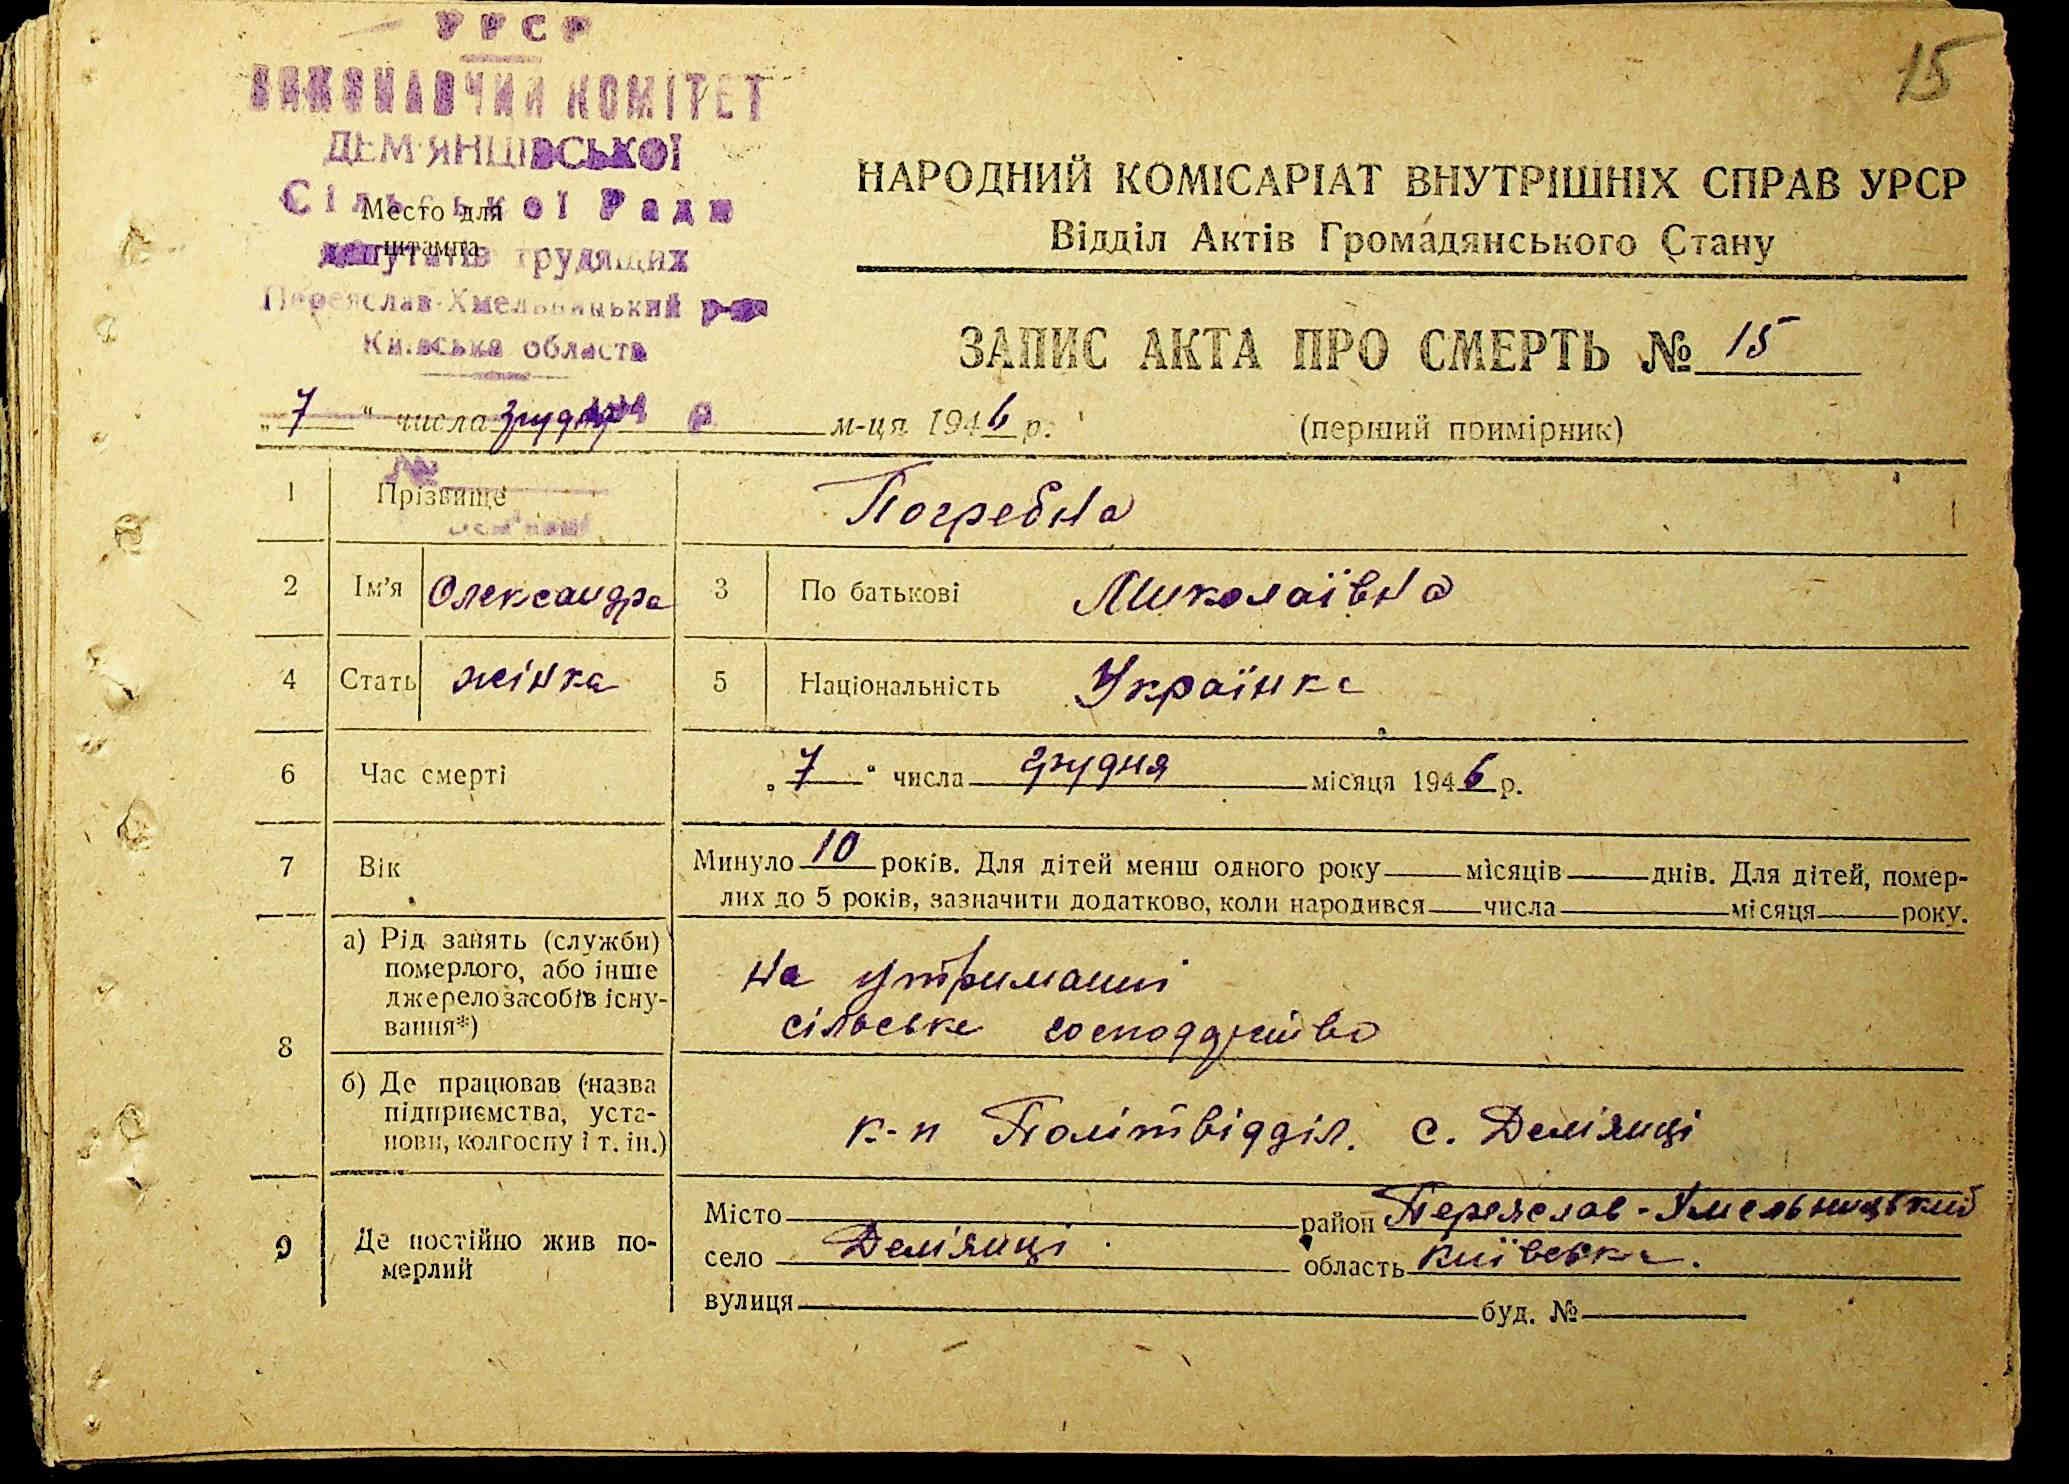 УРСР
15
ВИКОНАВЧИЙ КОМІТЕТ
ДЕМ'ЯНЦІВСЬКОЇ
Сільської Ради
Место для
штампа
депутатів трудящих
Переяслав-Хмельницький р-н
Київська область
НАРОДНИЙ КОМІСАРІАТ ВНУТРІШНІХ СПРАВ УРСР
Відділ Актів Громадянського Стану
ЗАПИС АКТА ПРО СМЕРТЬ № 15
„7“ числа грудня м-ця 1946 р.
(перший примірник)
1 Прізвище Погребна
2 Ім'я Олександра 3 По батькові Миколаївна
4 Стать жінка 5 Національність Українка
6 Час смерті „7“ числа грудня місяця 1946 р.
7 Вік Минуло 10 років. Для дітей менш одного року місяців днів. Для дітей, помер-
лих до 5 років, зазначити додатково, коли народився числа місяця року.
8 а) Рід занять (служби)
померлого, або інше
джерело засобів існу-
вання*)
на утриманні
сільське господарство
б) Де працював (назва
підприємства, уста-
нови, колгоспу і т. ін.)
к-п Політвідділ. с. Дем'янці
9 Де постійно жив по-
мерлий
Місто район Переяслав-Хмельницький
село Дем'янці область Київська.
вулиця буд. №